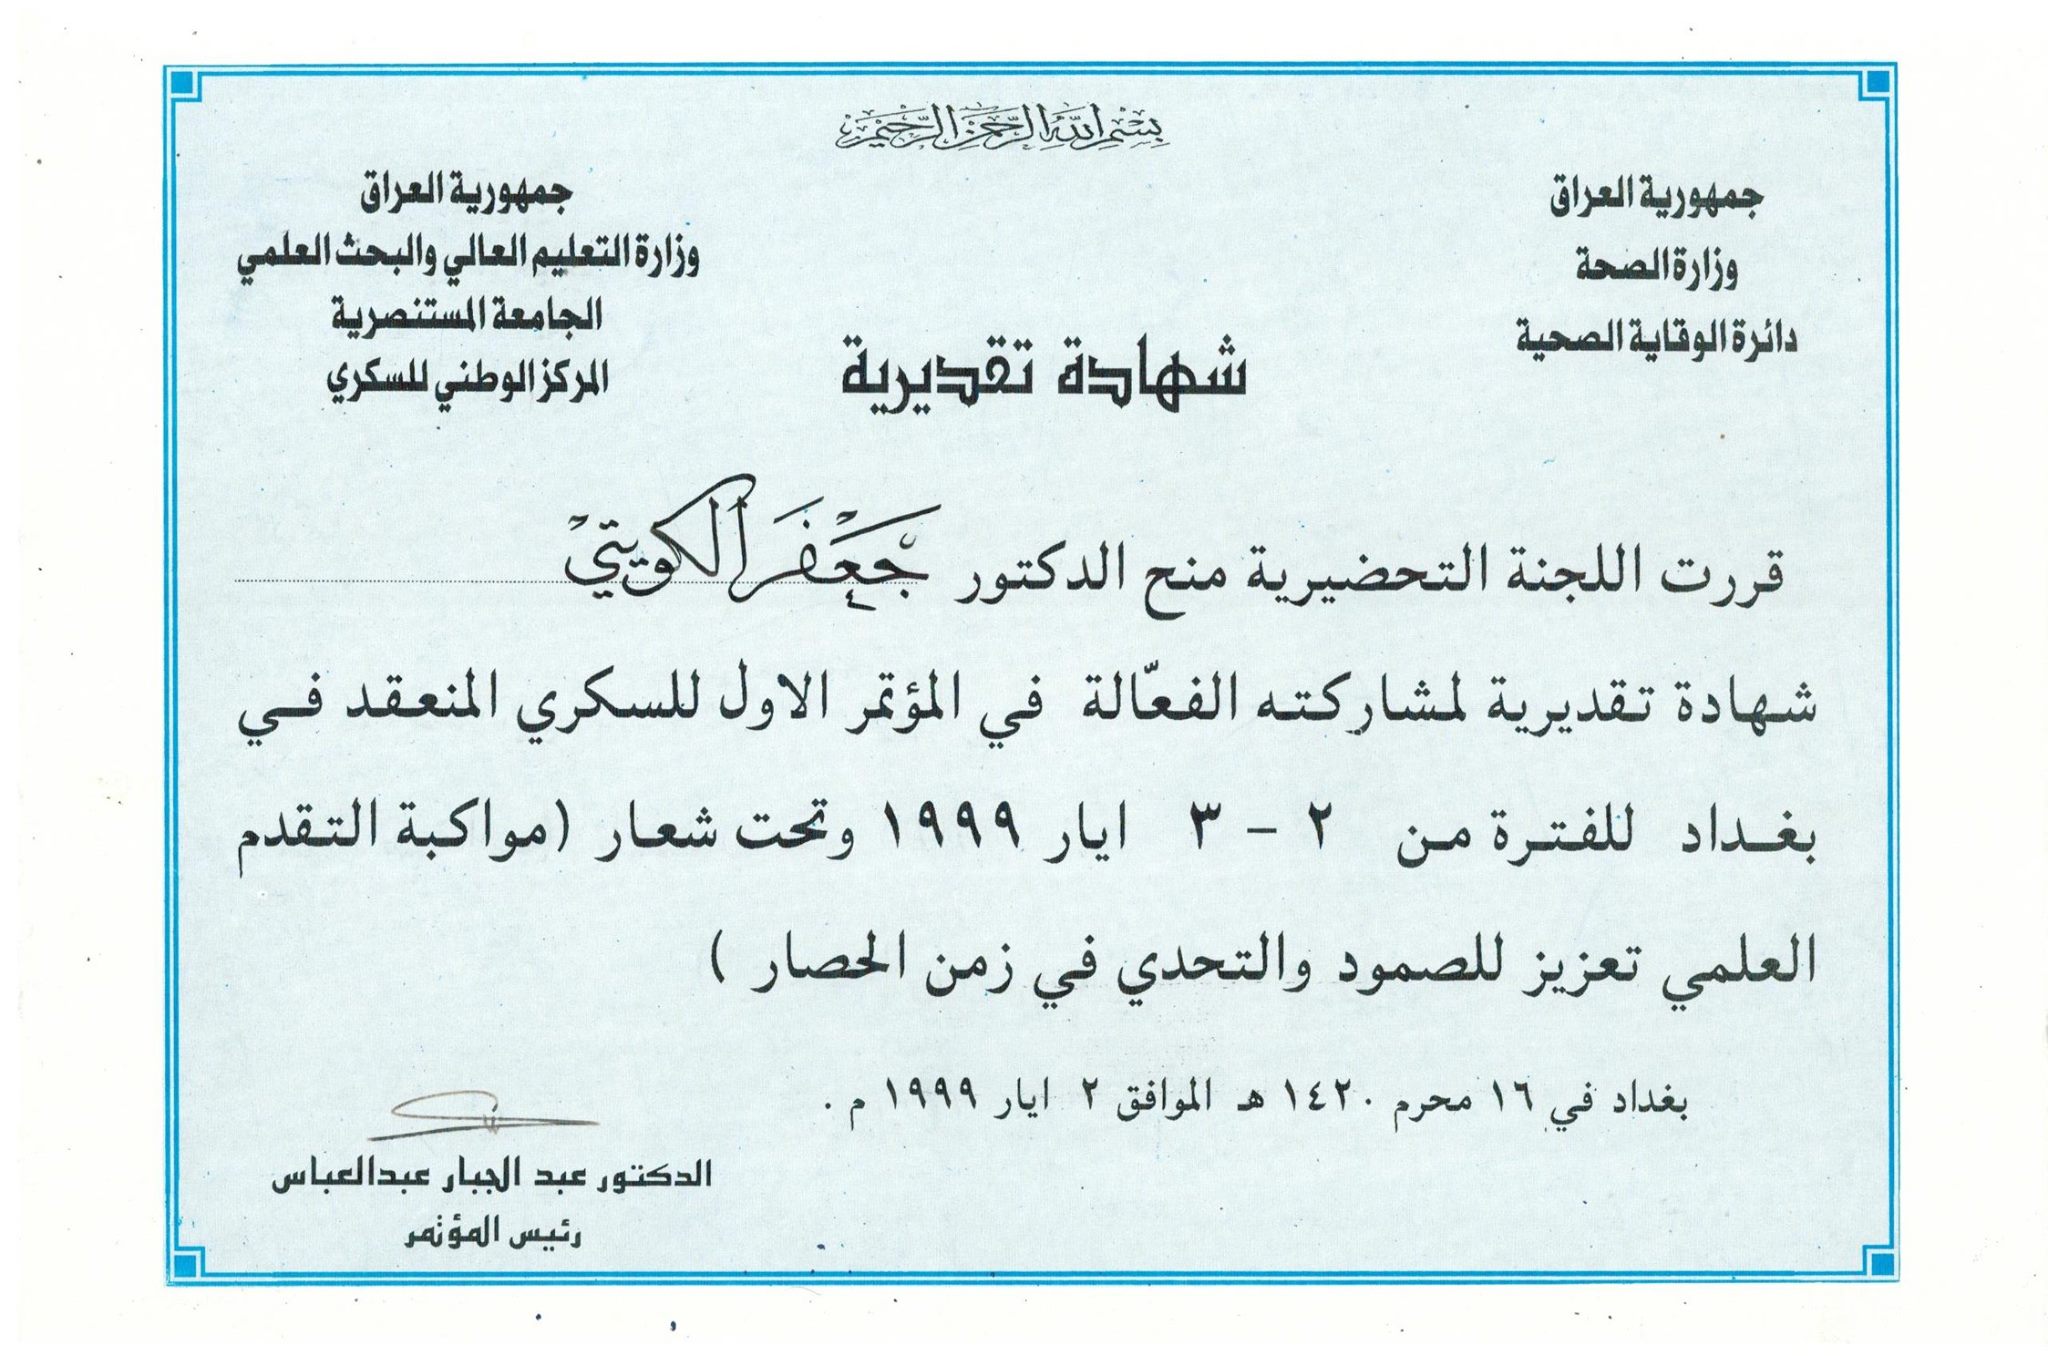 بسم الله الرحمن الرحيم
جمهورية العراق
وزارة الصحة
دائرة الوقاية الصحية
جمهورية العراق
وزارة التعليم العالي والبحث العلمي
الجامعة المستنصرية
المركز الوطني للسكري
شهادة تقديرية
قررت اللجنة التحضيرية منح الدكتور جَعْفَر الكويتيْ
شهادة تقديرية لمشاركته الفعّالة في المؤتمر الاول للسكري المنعقد في
بغداد للفترة من ٢ - ٣ ايار ١٩٩٩ وتحت شعار (مواكبة التقدم
العلمي تعزيز للصمود والتحدي في زمن الحصار )
بغداد في ١٦ محرم ١٤٢٠ هـ الموافق ٢ ايار ١٩٩٩ م .
الدكتور عبد الجبار عبدالعباس
رئيس المؤتمر